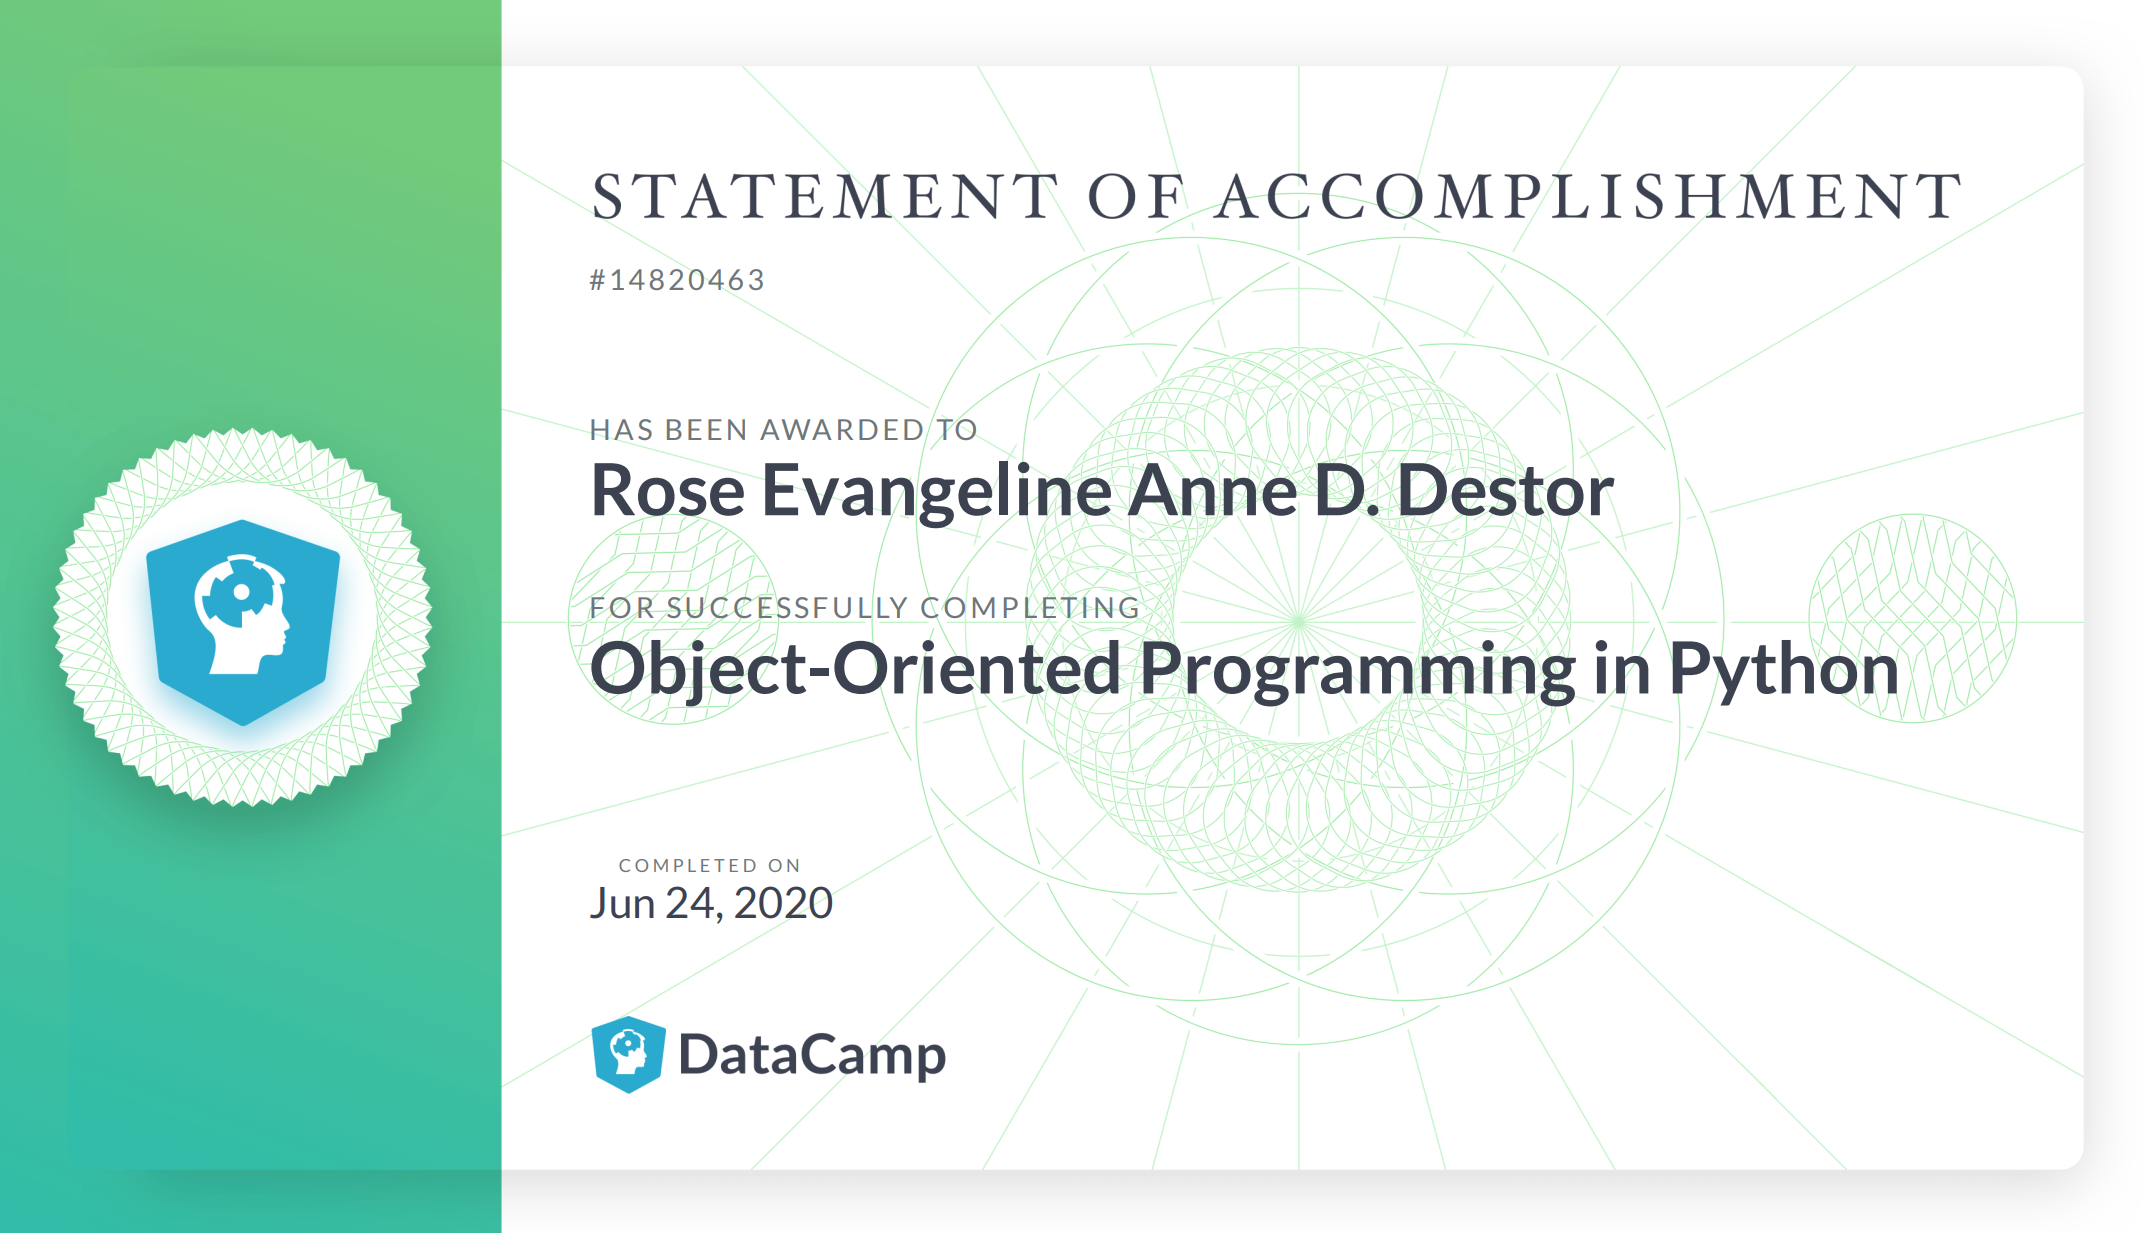 STATEMENT OF ACCOMPLISHMENT
#14820463
HAS BEEN AWARDED TO
Rose Evangeline Anne D. Destor
FOR SUCCESSFULLY COMPLETING
Object-Oriented Programming in Python
COMPLETED ON
Jun 24, 2020
DataCamp